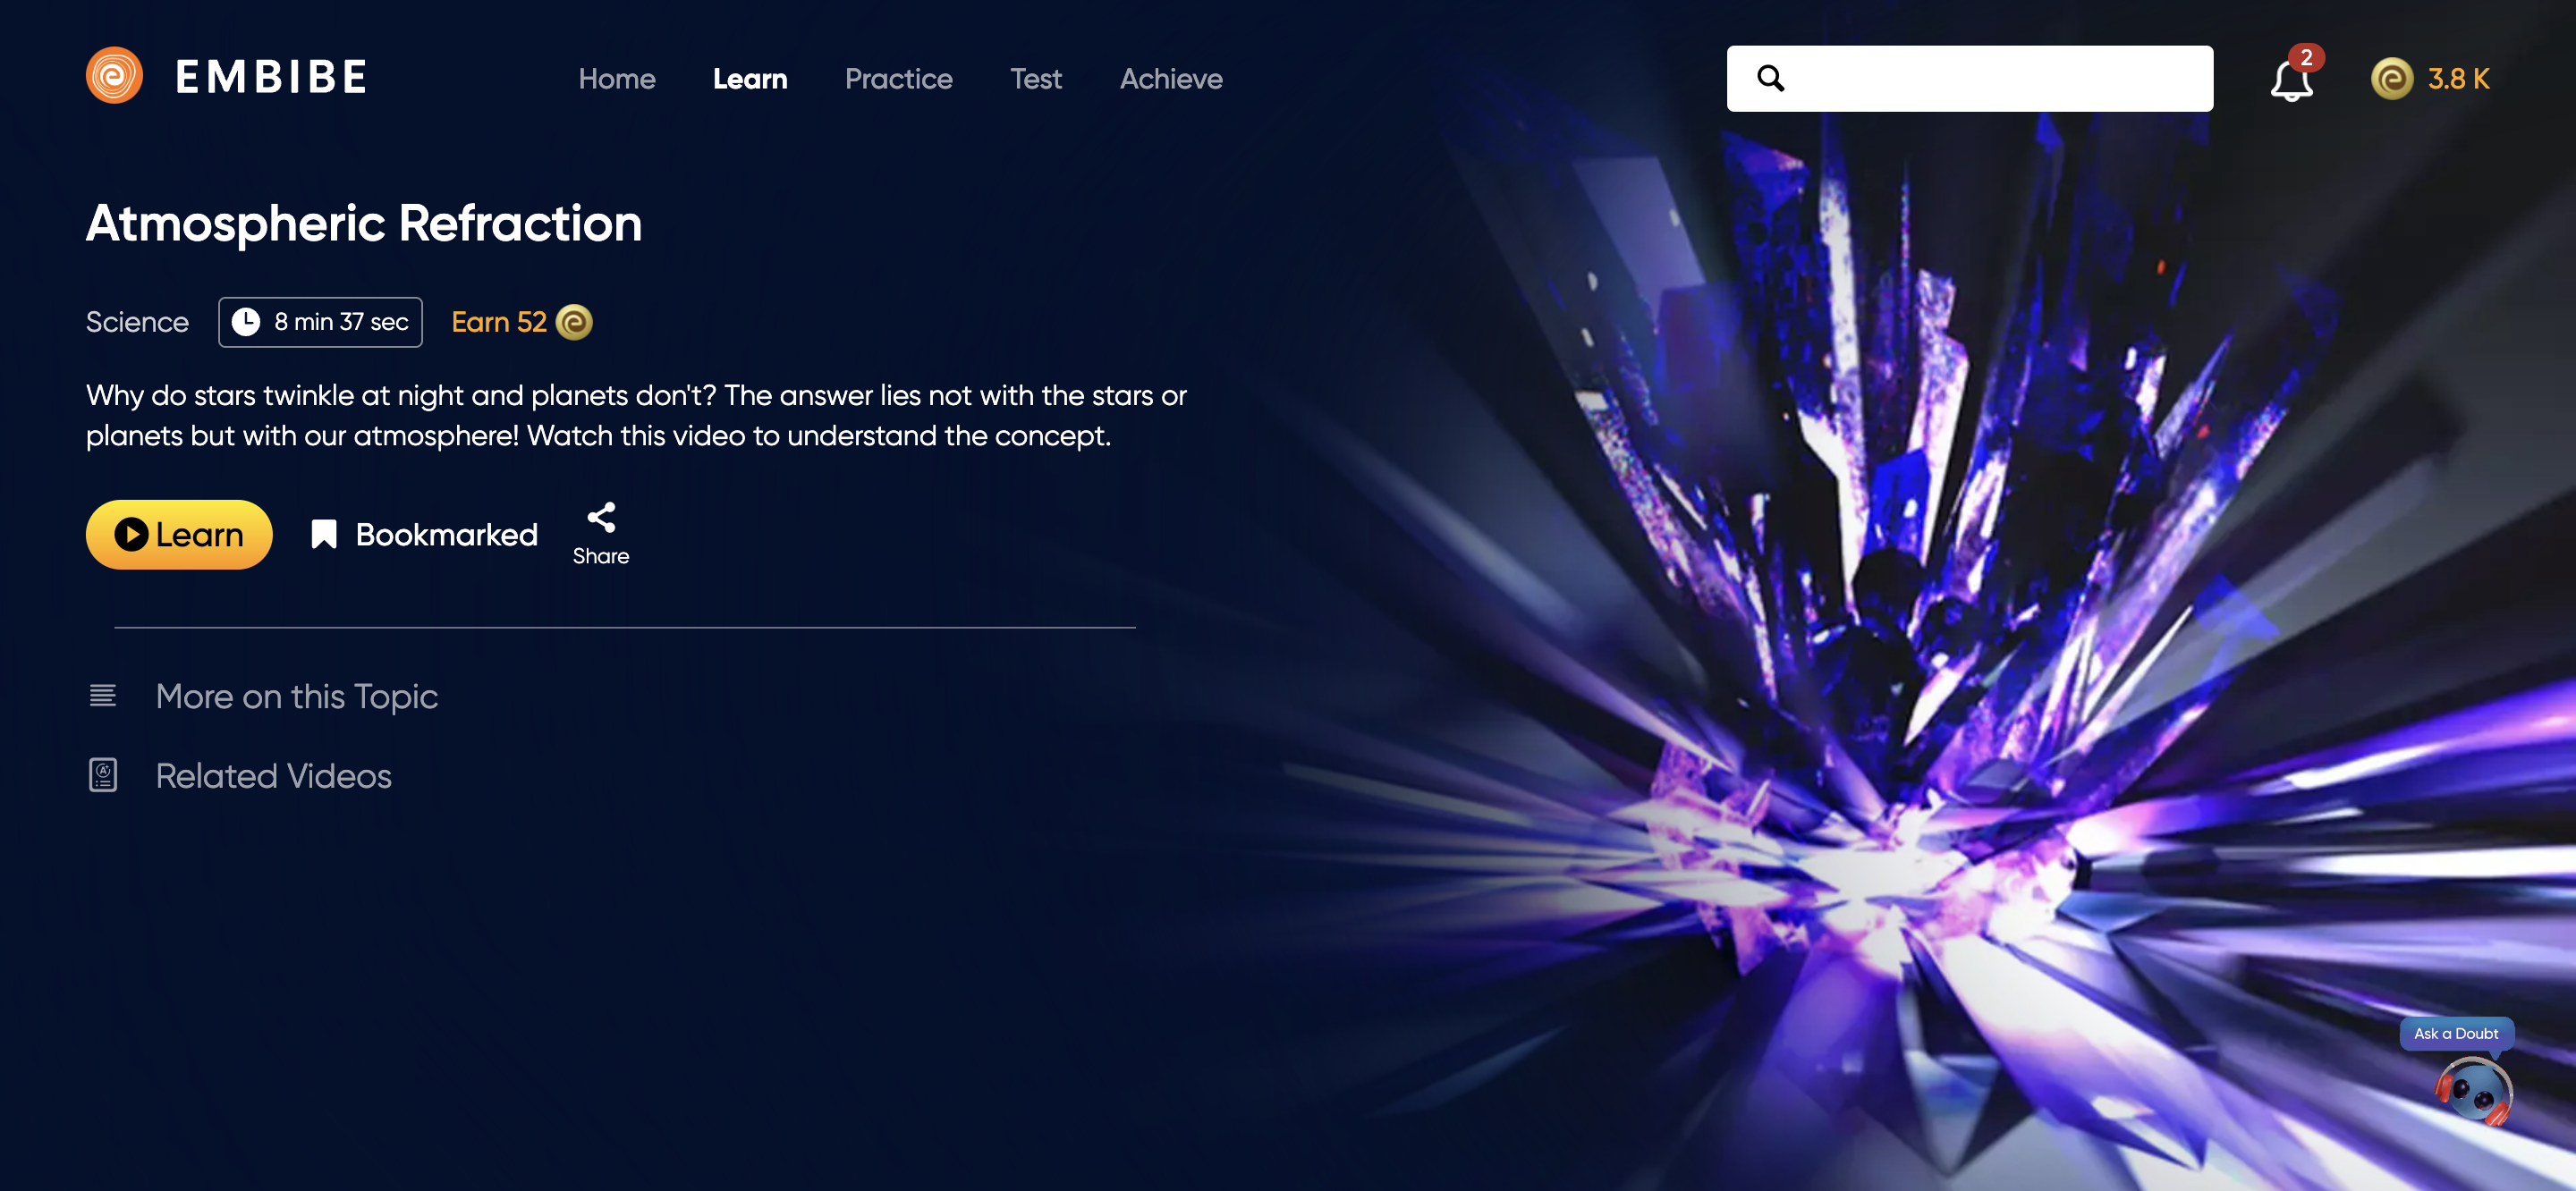 EMBIBE
Home Learn Practice Test Achieve
2
3.8 K
Atmospheric Refraction
Science 8 min 37 sec Earn 52
Why do stars twinkle at night and planets don't? The answer lies not with the stars or
planets but with our atmosphere! Watch this video to understand the concept.
Learn Bookmarked Share
More on this Topic
Related Videos
Ask a Doubt